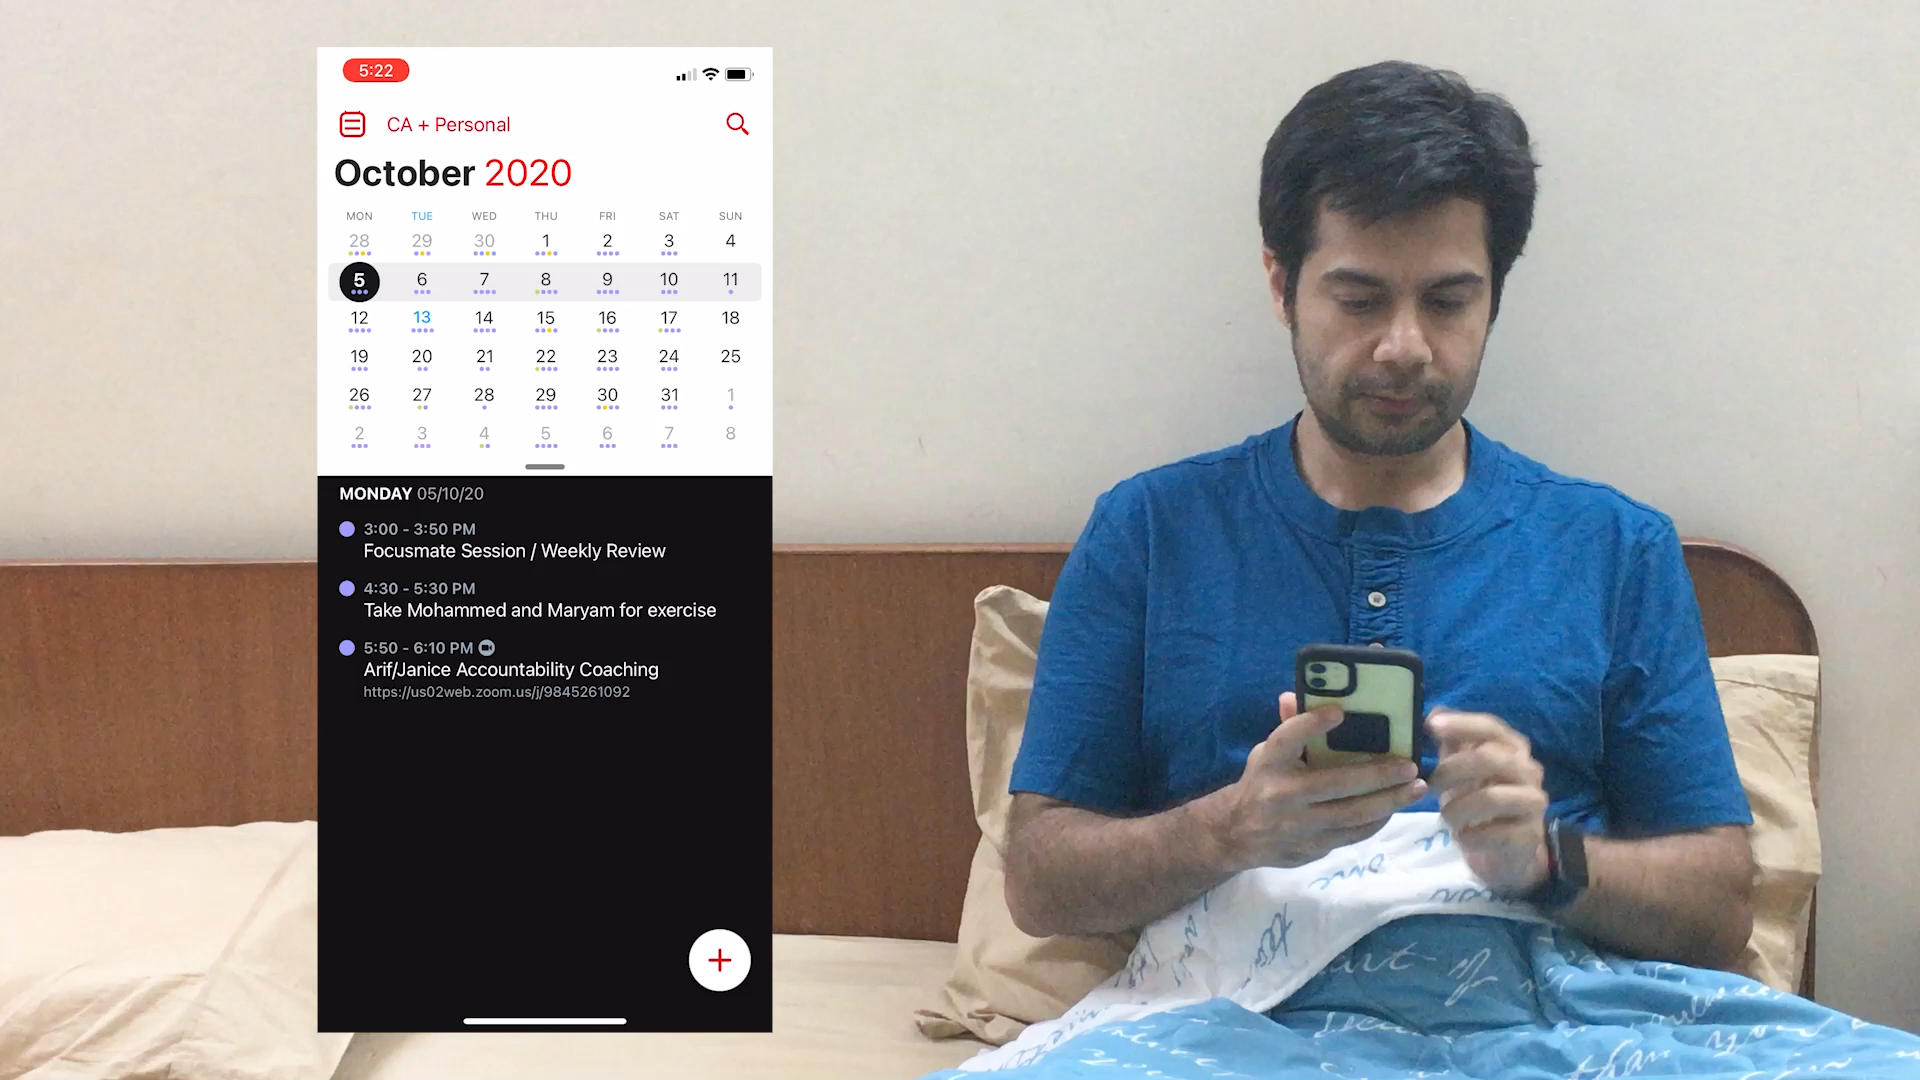 5:22
CA + Personal
October 2020
MON TUE WED THU FRI SAT SUN
28 29 30 1 2 3 4
5 6 7 8 9 10 11
12 13 14 15 16 17 18
19 20 21 22 23 24 25
26 27 28 29 30 31 1
2 3 4 5 6 7 8
MONDAY 05/10/20
3:00 - 3:50 PM
Focusmate Session / Weekly Review
4:30 - 5:30 PM
Take Mohammed and Maryam for exercise
5:50 - 6:10 PM
Arif/Janice Accountability Coaching
https://us02web.zoom.us/j/9845261092